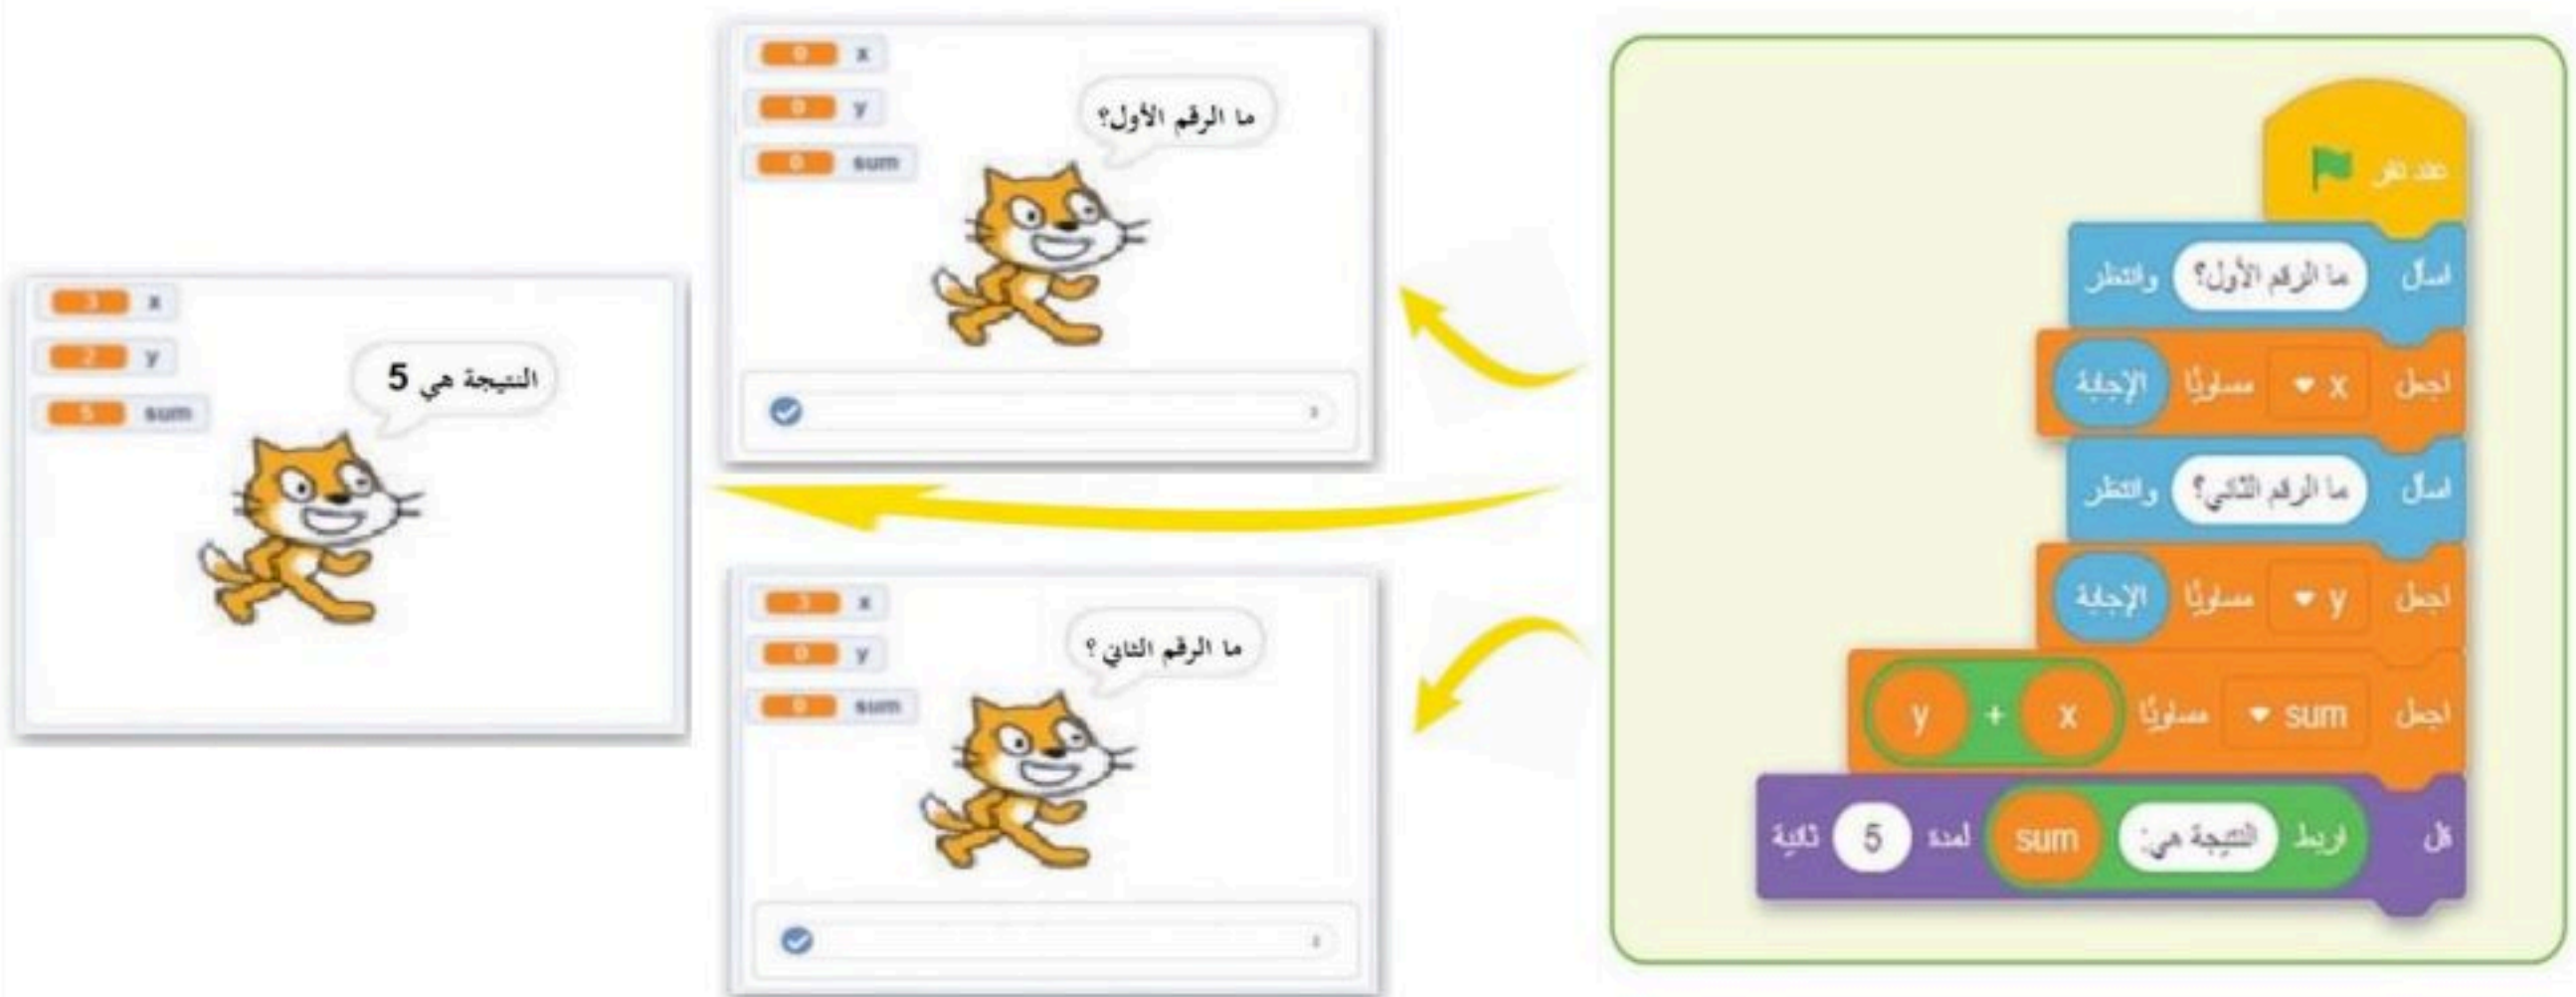 عند نقر
اسأل ما الرقم الأول؟ وانتظر
اجعل x مساويًا الإجابة
اسأل ما الرقم الثاني؟ وانتظر
اجعل y مساويًا الإجابة
اجعل sum مساويًا x + y
قل اربط النتيجة هي: sum لمدة 5 ثانية
0 x
0 y
0 sum
ما الرقم الأول؟
3 x
0 y
0 sum
ما الرقم الثاني ؟
3 x
2 y
5 sum
النتيجة هي 5